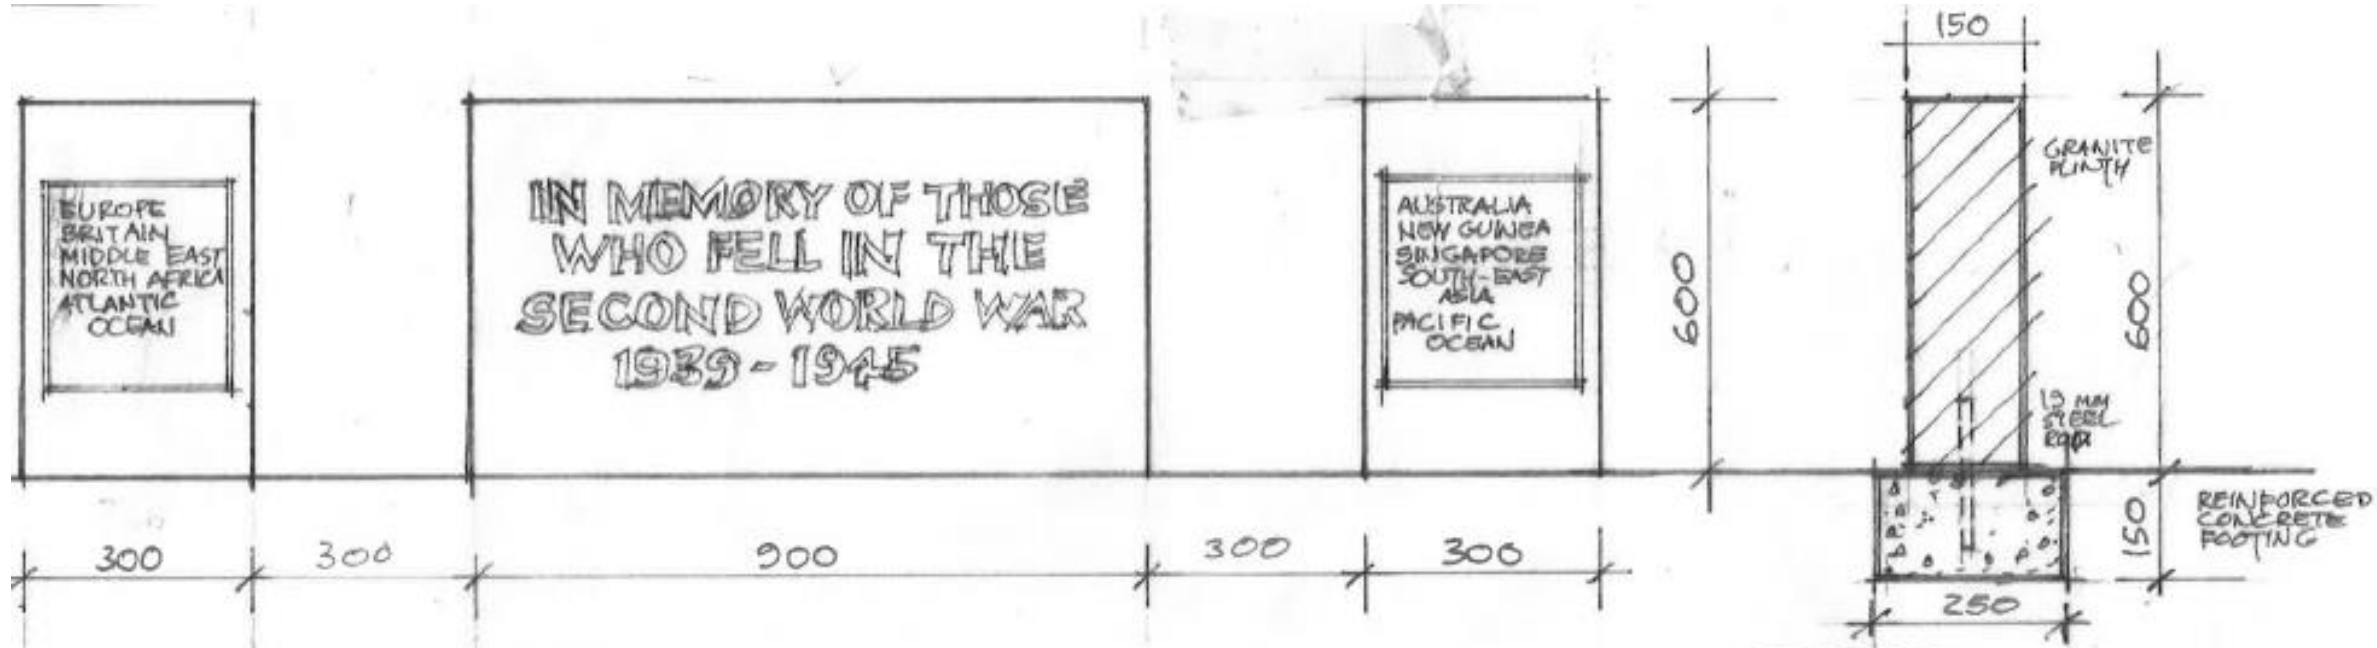 EUROPE
BRITAIN
MIDDLE EAST
NORTH AFRICA
ATLANTIC
OCEAN
IN MEMORY OF THOSE
WHO FELL IN THE
SECOND WORLD WAR
1939 - 1945
AUSTRALIA
NEW GUINEA
SINGAPORE
SOUTH-EAST
ASIA
PACIFIC
OCEAN
600
150
GRANITE
PLINTH
600
19 MM
STEEL
ROD
150
REINFORCED
CONCRETE
FOOTING
250
300
300
900
300
300